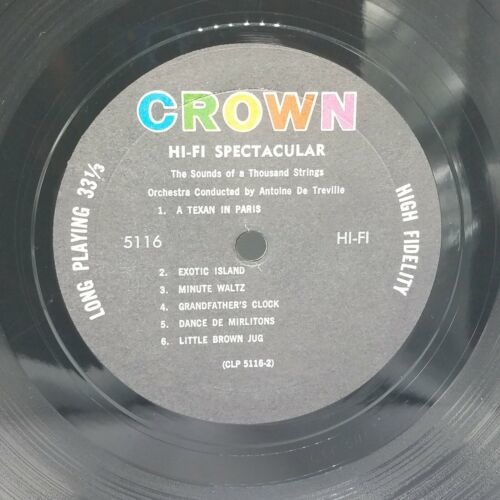 CROWN
HI-FI SPECTACULAR
The Sounds of a Thousand Strings
Orchestra Conducted by Antoine De Treville
1. A TEXAN IN PARIS
LONG PLAYING 33⅓
5116
HI-FI
HIGH FIDELITY
2. EXOTIC ISLAND
3. MINUTE WALTZ
4. GRANDFATHER'S CLOCK
5. DANCE DE MIRLITONS
6. LITTLE BROWN JUG
(CLP 5116-2)